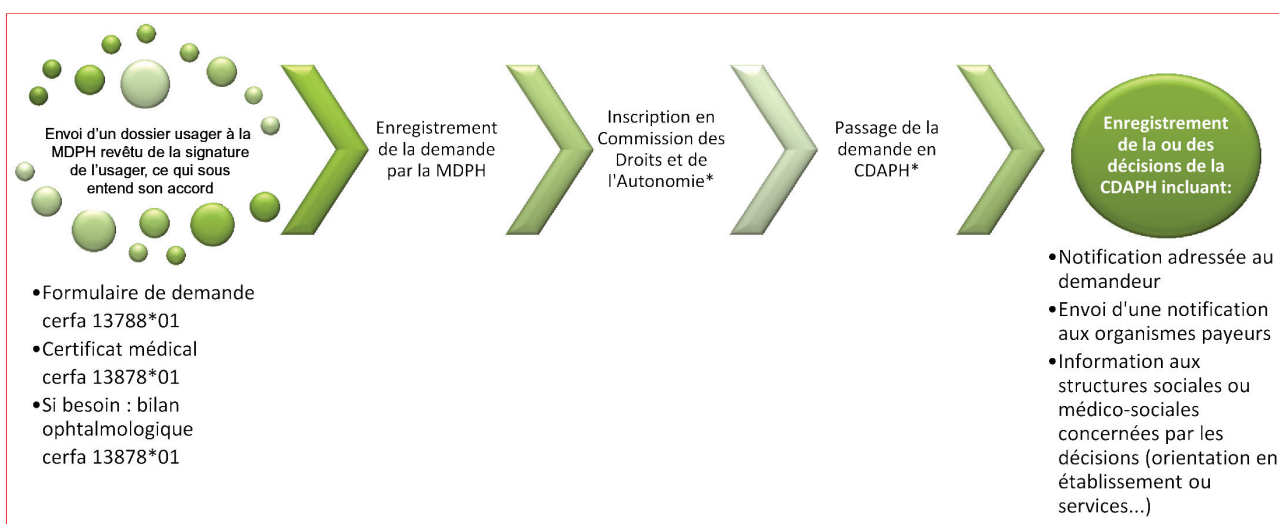 Envoi d'un dossier usager à la
MDPH revêtu de la signature
de l'usager, ce qui sous
entend son accord
•Formulaire de demande
cerfa 13788*01
•Certificat médical
cerfa 13878*01
•Si besoin : bilan
ophtalmologique
cerfa 13878*01
Enregistrement
de la demande
par la MDPH
Inscription en
Commission des
Droits et de
l'Autonomie*
Passage de la
demande en
CDAPH*
Enregistrement
de la ou des
décisions de la
CDAPH incluant:
•Notification adressée au
demandeur
•Envoi d'une notification
aux organismes payeurs
•Information aux
structures sociales ou
médico-sociales
concernées par les
décisions (orientation en
établissement ou
services...)